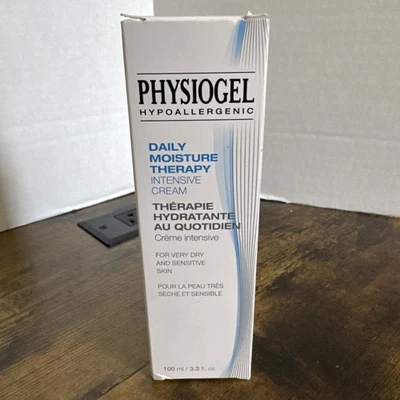 PHYSIOGEL
HYPOALLERGENIC
DAILY
MOISTURE
THERAPY
INTENSIVE
CREAM
THÉRAPIE
HYDRATANTE
AU QUOTIDIEN
Crème intensive
FOR VERY DRY
AND SENSITIVE
SKIN
POUR LA PEAU TRÈS
SÈCHE ET SENSIBLE
100 ml / 3.3 fl. oz